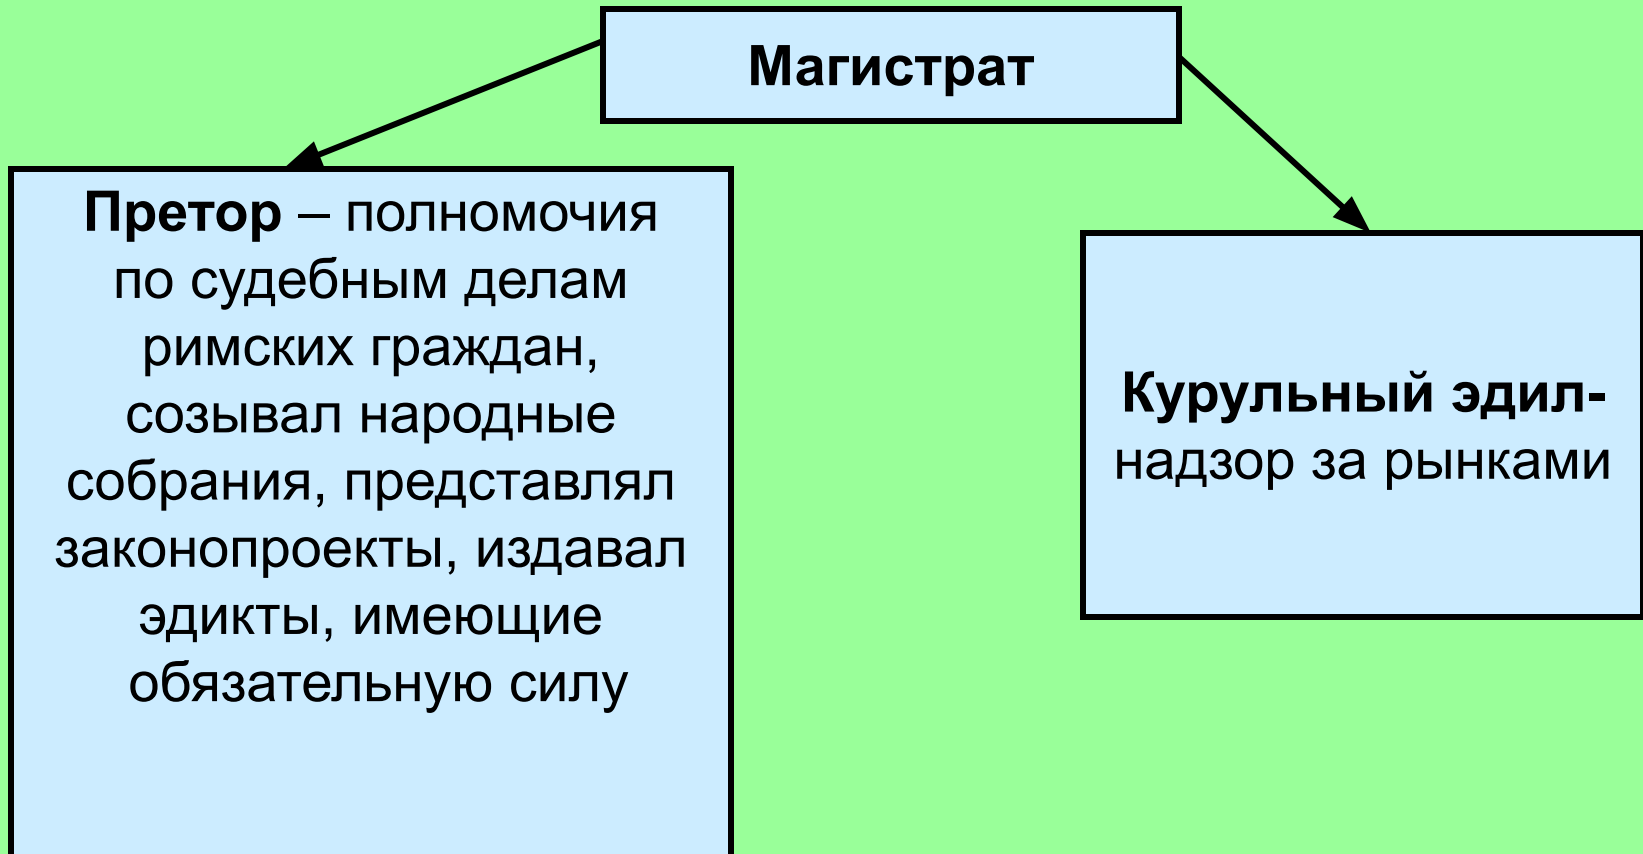 Магистрат
Претор – полномочия
по судебным делам
римских граждан,
созывал народные
собрания, представлял
законопроекты, издавал
эдикты, имеющие
обязательную силу
Курульный эдил-
надзор за рынками